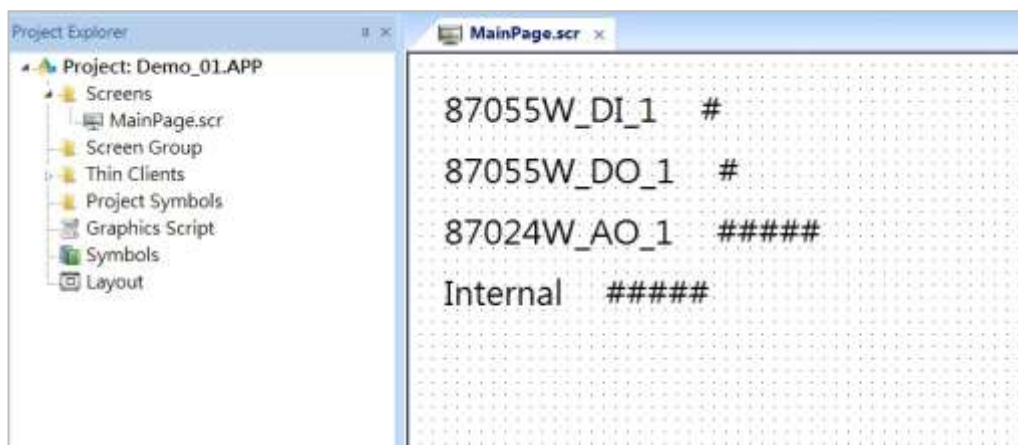 Project Explorer
Project: Demo_01.APP
Screens
MainPage.scr
Screen Group
Thin Clients
Project Symbols
Graphics Script
Symbols
Layout
MainPage.scr ×
87055W_DI_1 #
87055W_DO_1 #
87024W_AO_1 #####
Internal #####